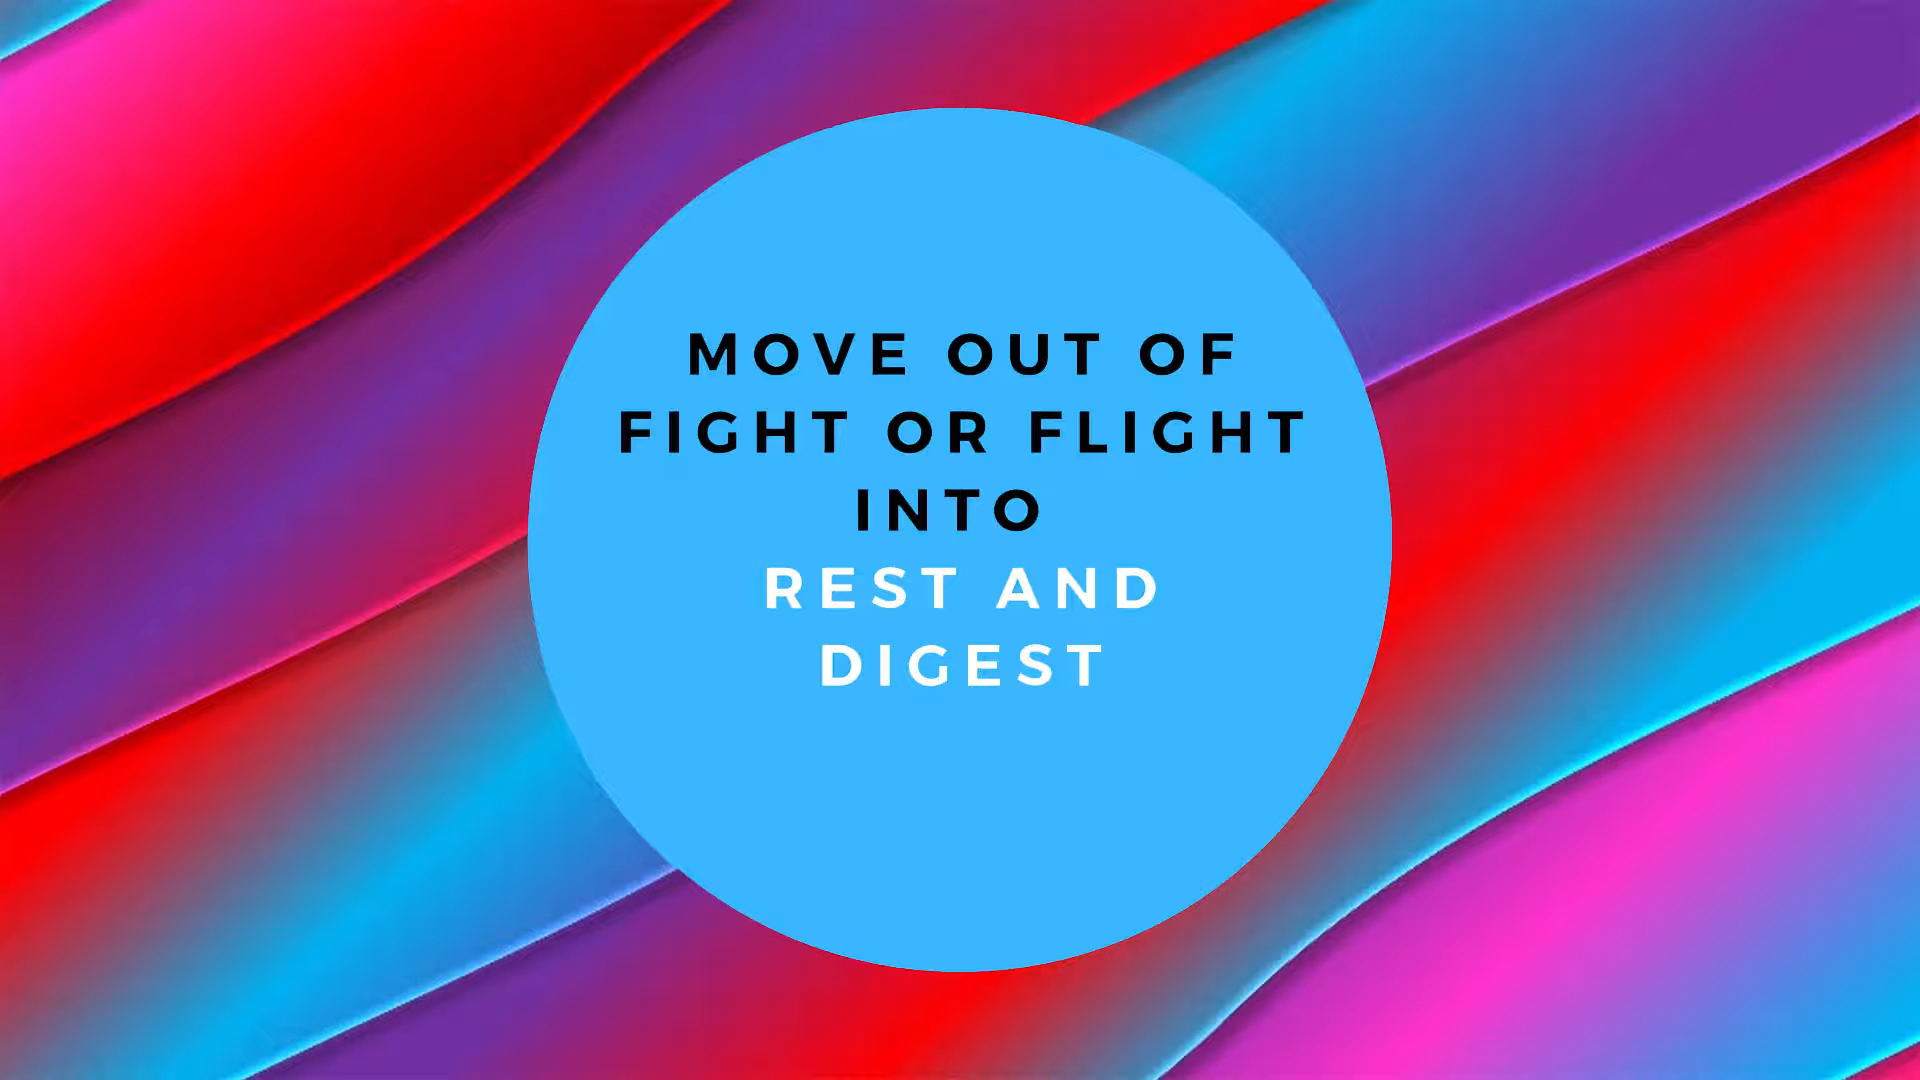 MOVE OUT OF
FIGHT OR FLIGHT
INTO
REST AND
DIGEST